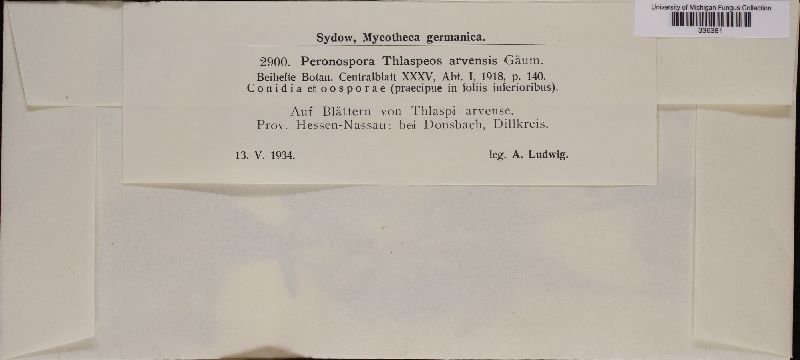 University of Michigan Fungus Collection
Sydow, Mycotheca germanica.
2900. Peronospora Thlaspeos arvensis Gäum.
Beihefte Botan. Centralblatt XXXV, Abt. I, 1918, p. 140.
Conidia et oosporae (praecipue in foliis inferioribus).
Auf Blättern von Thlaspi arvense.
Prov. Hessen-Nassau: bei Donsbach, Dillkreis.
13. V. 1934. leg. A. Ludwig.